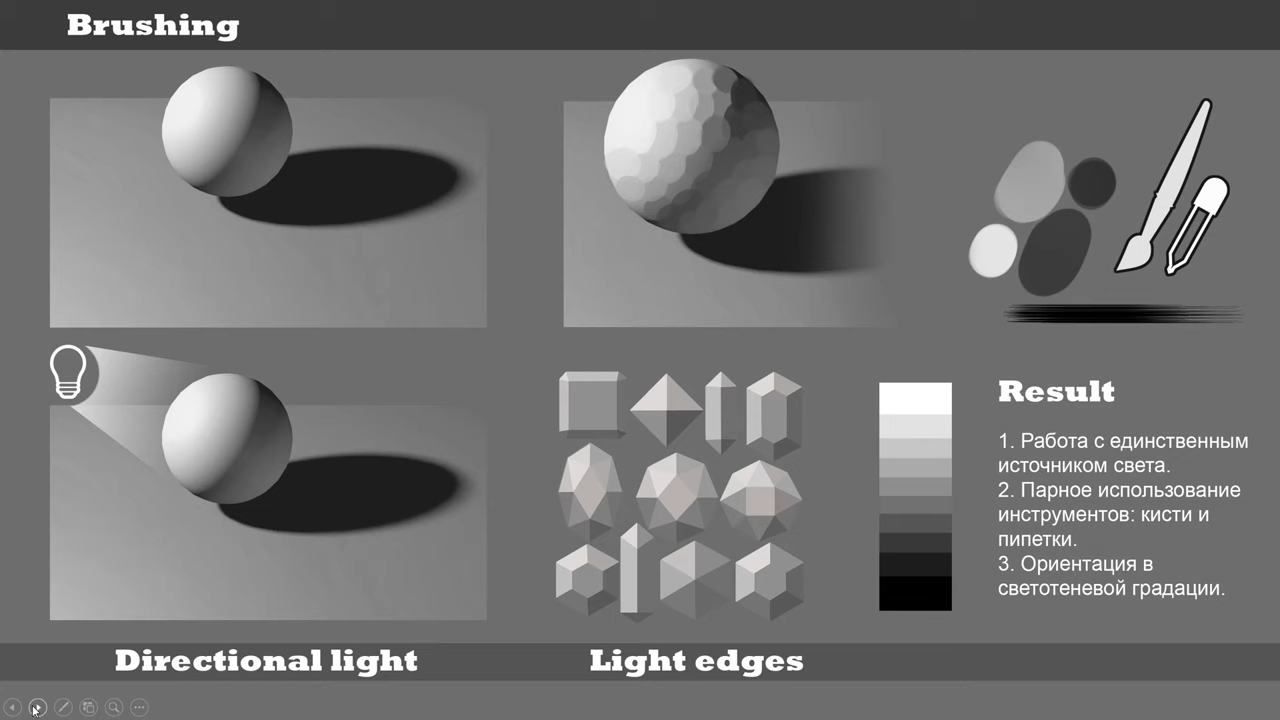 Brushing
Result
1. Работа с единственным
источником света.
2. Парное использование
инструментов: кисти и
пипетки.
3. Ориентация в
светотеневой градации.
Directional light
Light edges